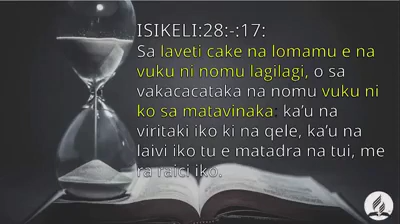 ISIKELI:28:-:17:
Sa laveti cake na lomamu e na
vuku ni nomu lagilagi, o sa
vakacacataka na nomu vuku ni
ko sa matavinaka: ka'u na
viritaki iko ki na qele, ka'u na
laivi iko tu e matadra na tui, me
ra raici iko.